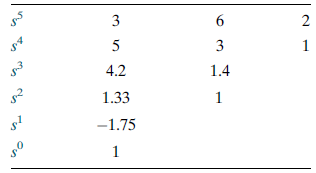 s⁵ 3 6 2
s⁴ 5 3 1
s³ 4.2 1.4
s² 1.33 1
s¹ −1.75
s⁰ 1